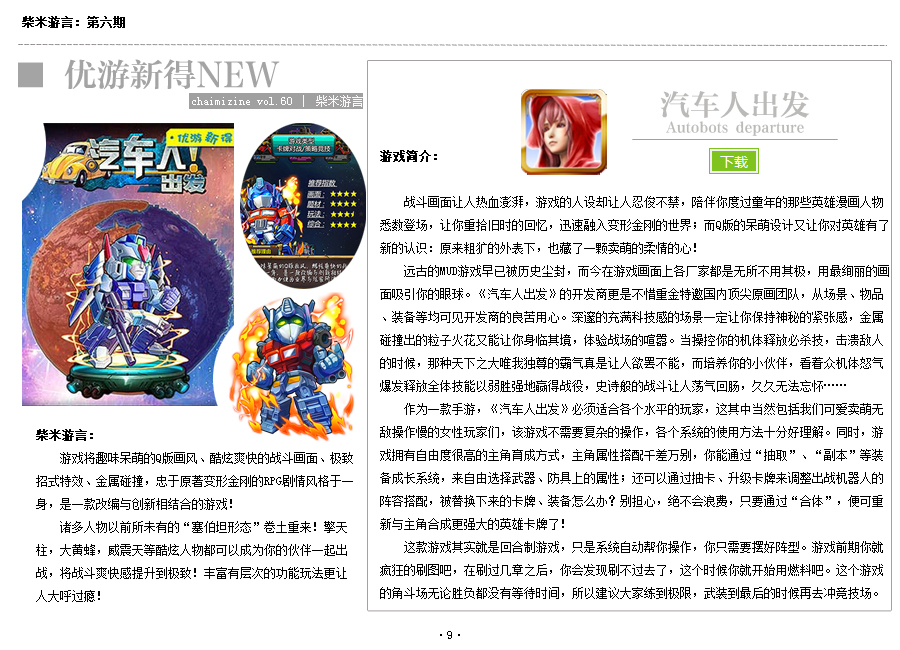 柴米游言：第六期
优游新得NEW
chaimizine vol.60 | 柴米游言
优游新得
汽车人！
出发
游戏类型
卡牌对战/策略竞技
推荐指数
画面：★★★★
题材：★★★★
玩法：★★★★
综合：★★★★
推荐理由
柴米游言：
游戏将趣味呆萌的Q版画风、酷炫爽快的战斗画面、极致
招式特效、金属碰撞，忠于原著变形金刚的RPG剧情风格于一
身，是一款改编与创新相结合的游戏！
诸多人物以前所未有的“塞伯坦形态”卷土重来！擎天
柱，大黄蜂，威震天等酷炫人物都可以成为你的伙伴一起出
战，将战斗爽快感提升到极致！丰富有层次的功能玩法更让
人大呼过瘾！
游戏简介：
汽车人出发
Autobots departure
下载
战斗画面让人热血澎湃，游戏的人设却让人忍俊不禁，陪伴你度过童年的那些英雄漫画人物
悉数登场，让你重拾旧时的回忆，迅速融入变形金刚的世界；而Q版的呆萌设计又让你对英雄有了
新的认识：原来粗犷的外表下，也藏了一颗卖萌的柔情的心！
远古的MUD游戏早已被历史尘封，而今在游戏画面上各厂家都是无所不用其极，用最绚丽的画
面吸引你的眼球。《汽车人出发》的开发商更是不惜重金特邀国内顶尖原画团队，从场景、物品
、装备等均可见开发商的良苦用心。深邃的充满科技感的场景一定让你保持神秘的紧张感，金属
碰撞出的粒子火花又能让你身临其境，体验战场的喧嚣。当操控你的机体释放必杀技，击溃敌人
的时候，那种天下之大唯我独尊的霸气真是让人欲罢不能，而培养你的小伙伴，看着众机体怒气
爆发释放全体技能以弱胜强地赢得战役，史诗般的战斗让人荡气回肠，久久无法忘怀……
作为一款手游，《汽车人出发》必须适合各个水平的玩家，这其中当然包括我们可爱卖萌无
敌操作慢的女性玩家们，该游戏不需要复杂的操作，各个系统的使用方法十分好理解。同时，游
戏拥有自由度很高的主角育成方式，主角属性搭配千差万别，你能通过“抽取”、“副本”等装
备成长系统，来自由选择武器、防具上的属性；还可以通过抽卡、升级卡牌来调整出战机器人的
阵容搭配，被替换下来的卡牌、装备怎么办？别担心，绝不会浪费，只要通过“合体”，便可重
新与主角合成更强大的英雄卡牌了！
这款游戏其实就是回合制游戏，只是系统自动帮你操作，你只需要摆好阵型。游戏前期你就
疯狂的刷图吧，在刷过几章之后，你会发现刷不过去了，这个时候你就开始用燃料吧。这个游戏
的角斗场无论胜负都没有等待时间，所以建议大家练到极限，武装到最后的时候再去冲竞技场。
·9·